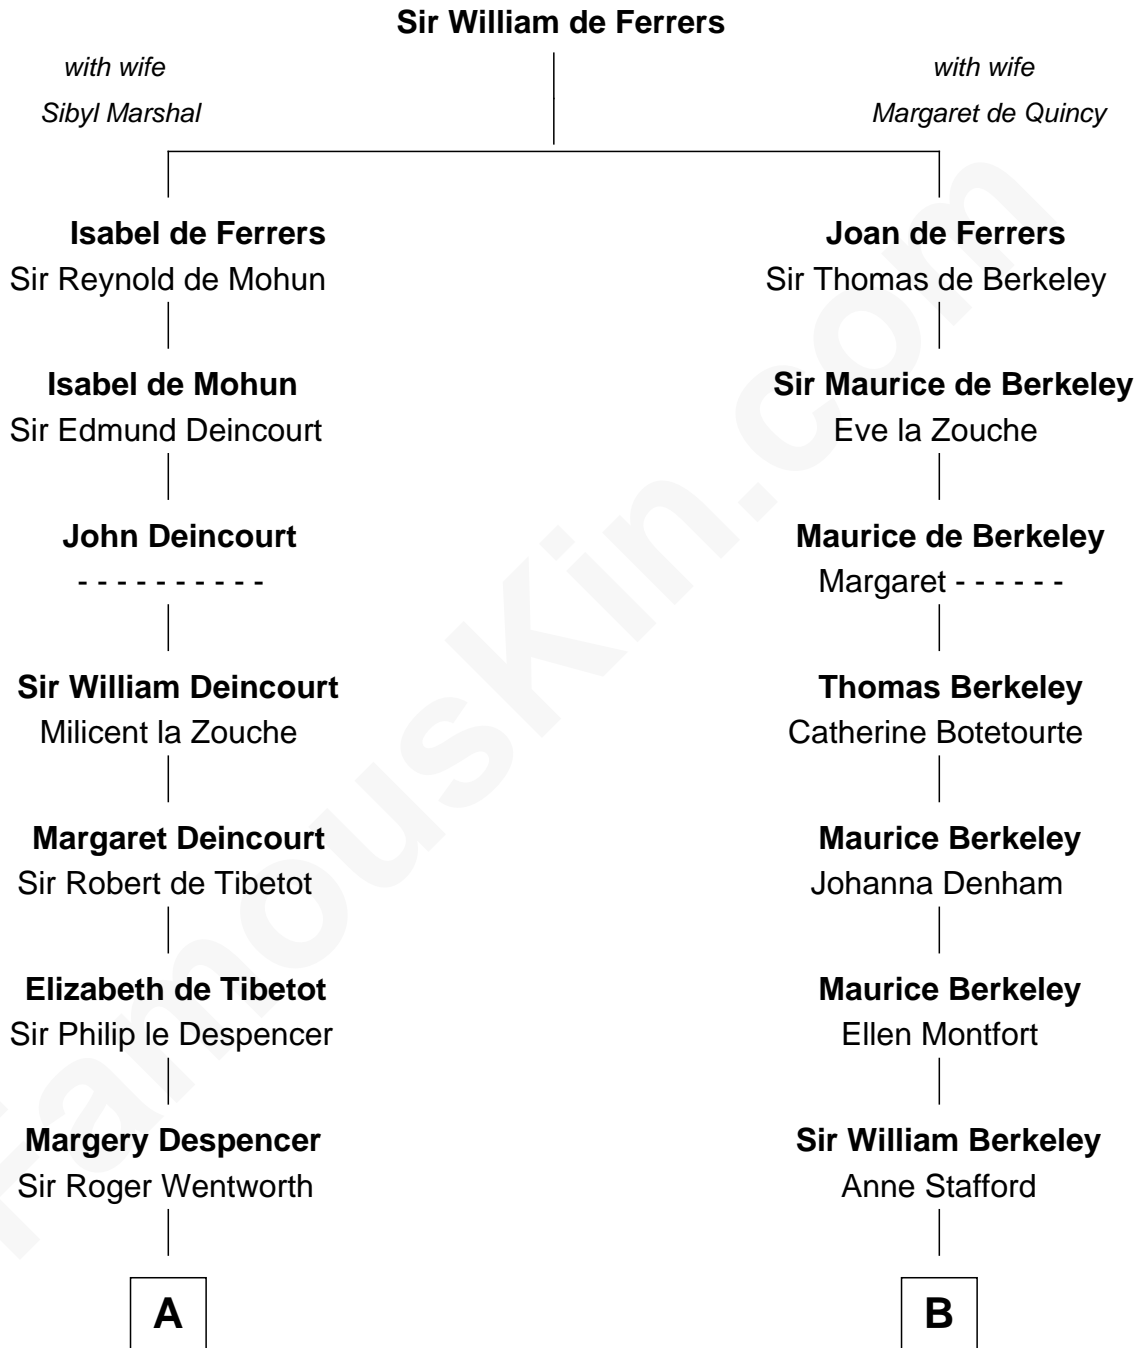 Sir William de Ferrers
with wife
Sibyl Marshal
with wife
Margaret de Quincy
Isabel de Ferrers
Sir Reynold de Mohun
Joan de Ferrers
Sir Thomas de Berkeley
Isabel de Mohun
Sir Edmund Deincourt
Sir Maurice de Berkeley
Eve la Zouche
John Deincourt
- - - - - - - - - -
Maurice de Berkeley
Margaret - - - - - -
Sir William Deincourt
Milicent la Zouche
Thomas Berkeley
Catherine Botetourte
Margaret Deincourt
Sir Robert de Tibetot
Maurice Berkeley
Johanna Denham
Elizabeth de Tibetot
Sir Philip le Despencer
Maurice Berkeley
Ellen Montfort
Margery Despencer
Sir Roger Wentworth
Sir William Berkeley
Anne Stafford
A
B
FamousKin.com